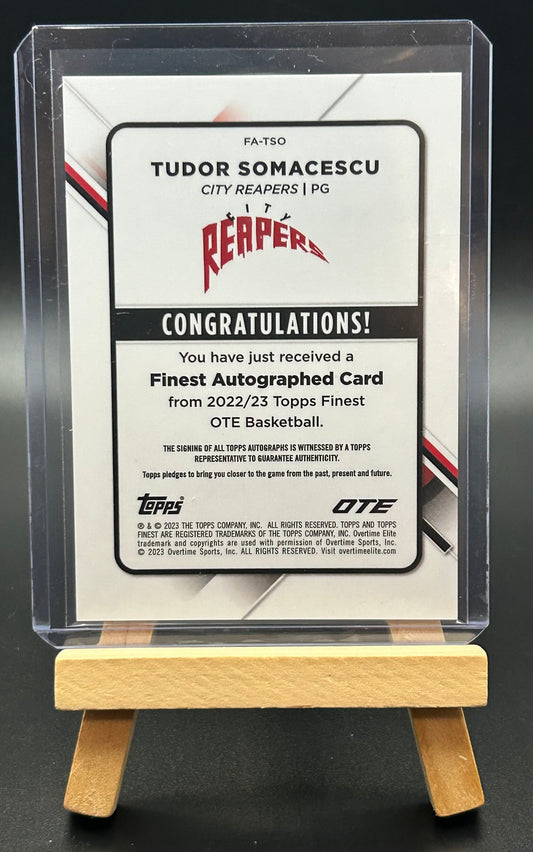 FA-TSO
TUDOR SOMACESCU
CITY REAPERS | PG
CITY
REAPERS
CONGRATULATIONS!
You have just received a
Finest Autographed Card
from 2022/23 Topps Finest
OTE Basketball.
THE SIGNING OF ALL TOPPS AUTOGRAPHS IS WITNESSED BY A TOPPS
REPRESENTATIVE TO GUARANTEE AUTHENTICITY.
Topps pledges to bring you closer to the game from the past, present and future.
Topps OTE
® & © 2023 THE TOPPS COMPANY, INC. ALL RIGHTS RESERVED. TOPPS AND TOPPS
FINEST ARE REGISTERED TRADEMARKS OF THE TOPPS COMPANY, INC. Overtime Elite
trademark and copyrights are used with permission of Overtime Sports, Inc.
© 2023 Overtime Sports, Inc. ALL RIGHTS RESERVED. Visit overtimeelite.com